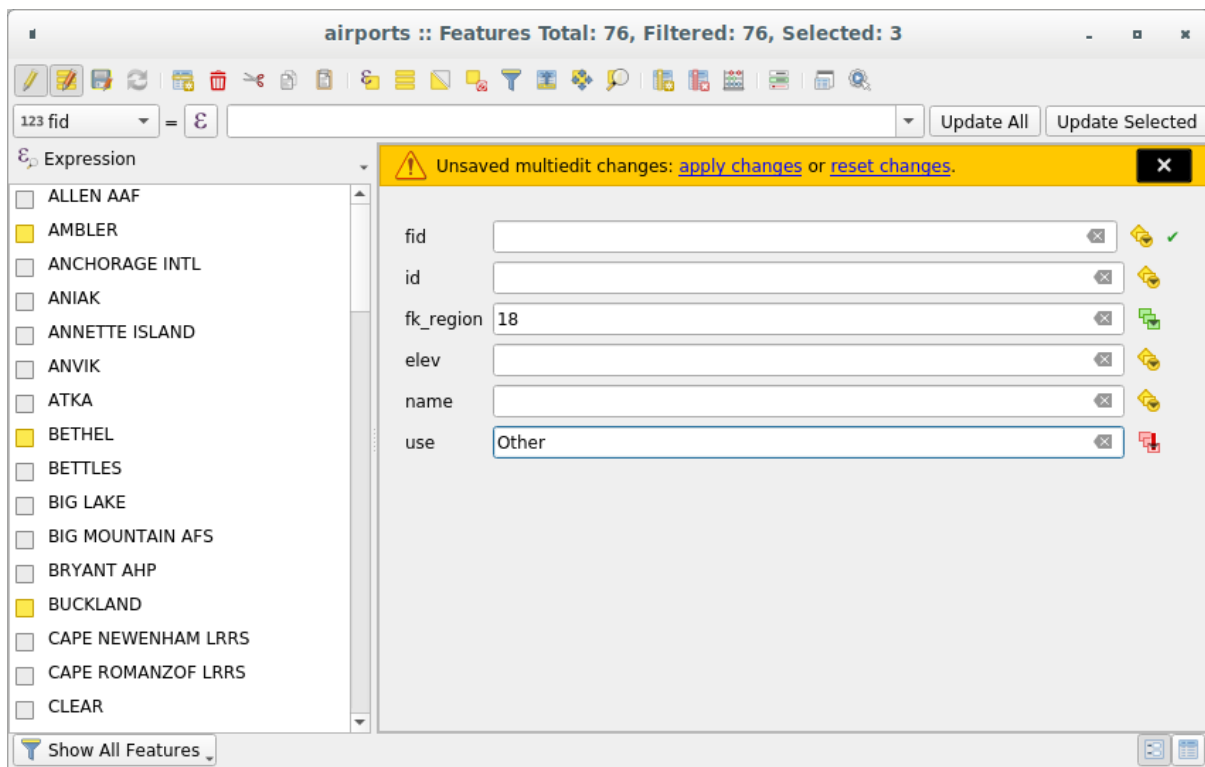 airports :: Features Total: 76, Filtered: 76, Selected: 3
123 fid = ε Update All Update Selected
Expression
Unsaved multiedit changes: apply changes or reset changes.
ALLEN AAF
AMBLER
ANCHORAGE INTL
ANIAK
ANNETTE ISLAND
ANVIK
ATKA
BETHEL
BETTLES
BIG LAKE
BIG MOUNTAIN AFS
BRYANT AHP
BUCKLAND
CAPE NEWENHAM LRRS
CAPE ROMANZOF LRRS
CLEAR
fid
id
fk_region 18
elev
name
use Other
Show All Features